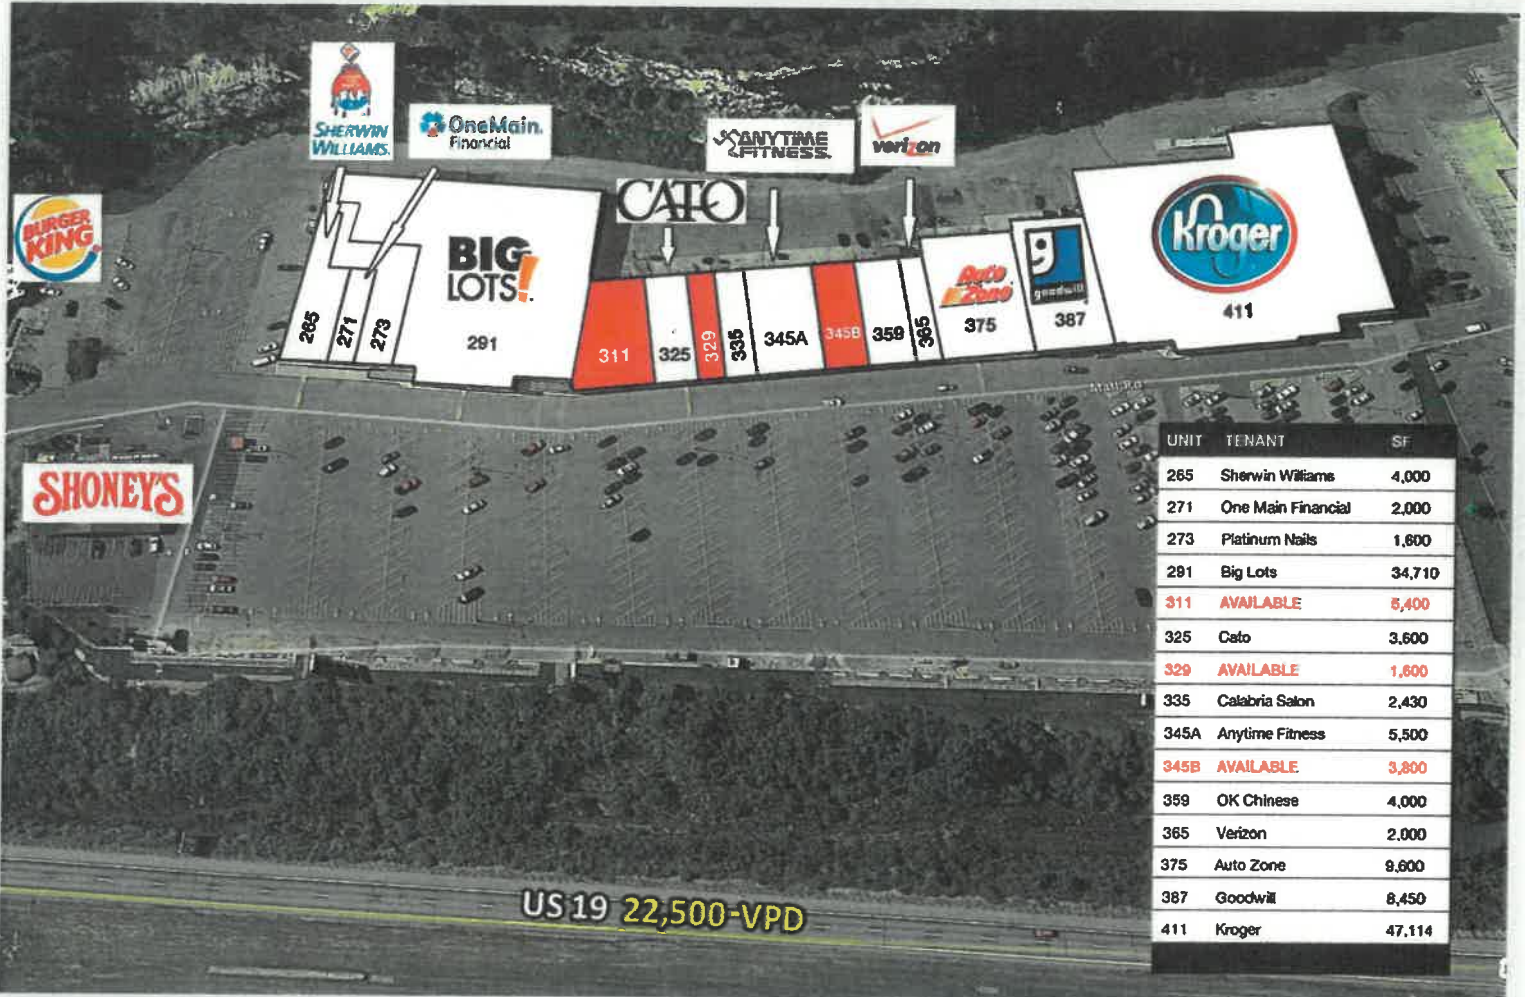 SHERWIN
WILLIAMS.
OneMain.
Financial
ANYTIME
FITNESS.
verizon
CATO
BURGER
KING
BIG
LOTS!
Auto
Zone
goodwill
Kroger
265
271
273
291
311
325
329
335
345A
345B
359
365
375
387
411
Mall Rd
SHONEY'S
UNIT TENANT SF
265 Sherwin Williams 4,000
271 One Main Financial 2,000
273 Platinum Nails 1,600
291 Big Lots 34,710
311 AVAILABLE 5,400
325 Cato 3,600
329 AVAILABLE 1,600
335 Calabria Salon 2,430
345A Anytime Fitness 5,500
345B AVAILABLE 3,800
359 OK Chinese 4,000
365 Verizon 2,000
375 Auto Zone 9,600
387 Goodwill 8,450
411 Kroger 47,114
US 19 22,500-VPD